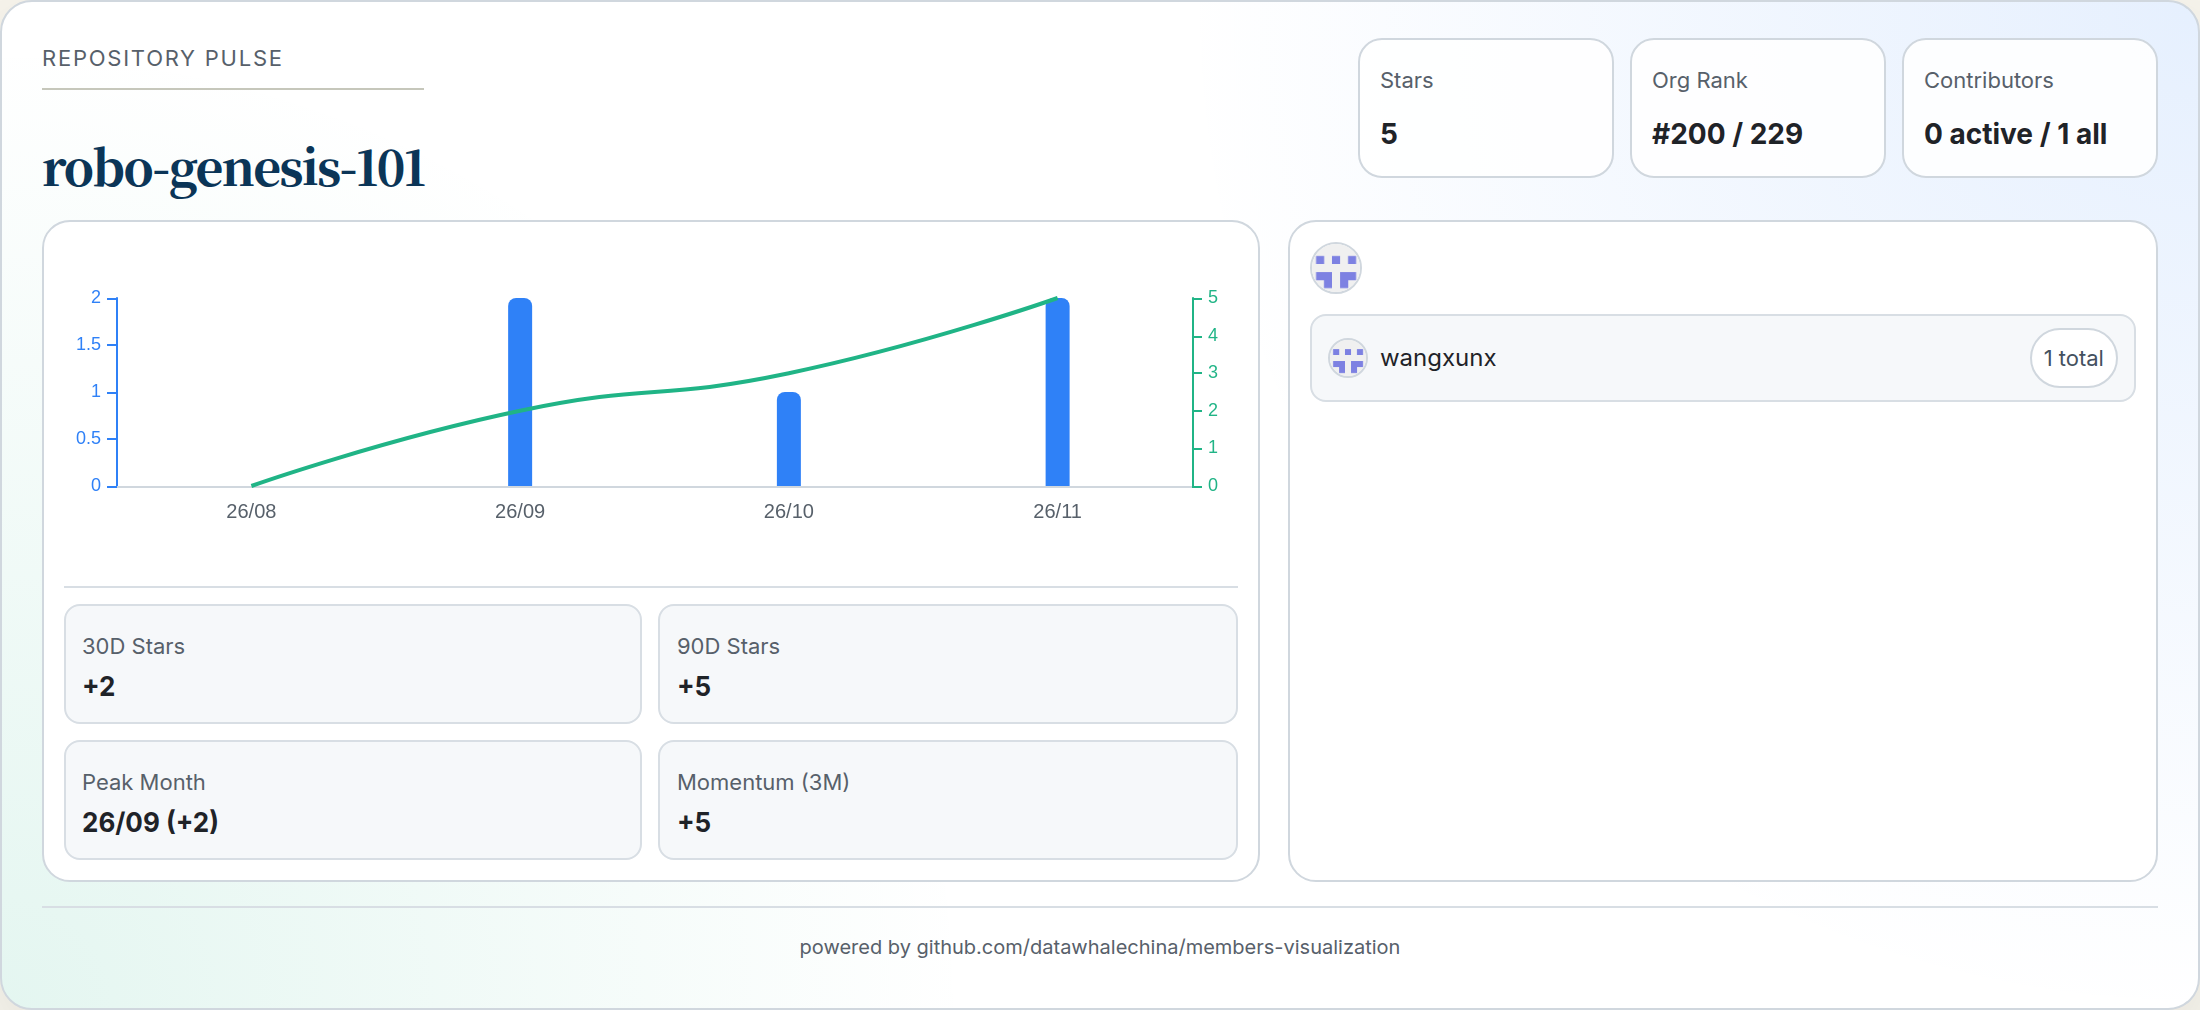 REPOSITORY PULSE
robo-genesis-101
Stars
5
Org Rank
#200 / 229
Contributors
0 active / 1 all
2
1.5
1
0.5
0
5
4
3
2
1
0
26/08
26/09
26/10
26/11
30D Stars
+2
90D Stars
+5
Peak Month
26/09 (+2)
Momentum (3M)
+5
wangxunx
1 total
powered by github.com/datawhalechina/members-visualization